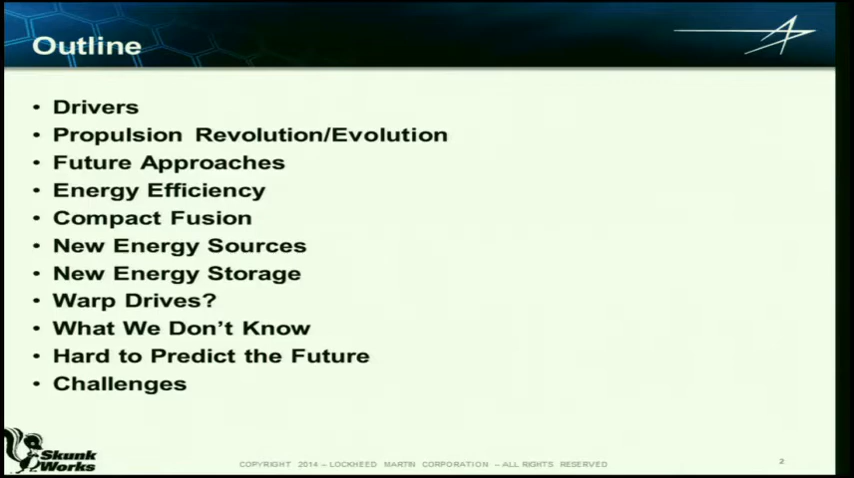 Outline
• Drivers
• Propulsion Revolution/Evolution
• Future Approaches
• Energy Efficiency
• Compact Fusion
• New Energy Sources
• New Energy Storage
• Warp Drives?
• What We Don't Know
• Hard to Predict the Future
• Challenges
Skunk
Works
COPYRIGHT 2014 – LOCKHEED MARTIN CORPORATION – ALL RIGHTS RESERVED
2